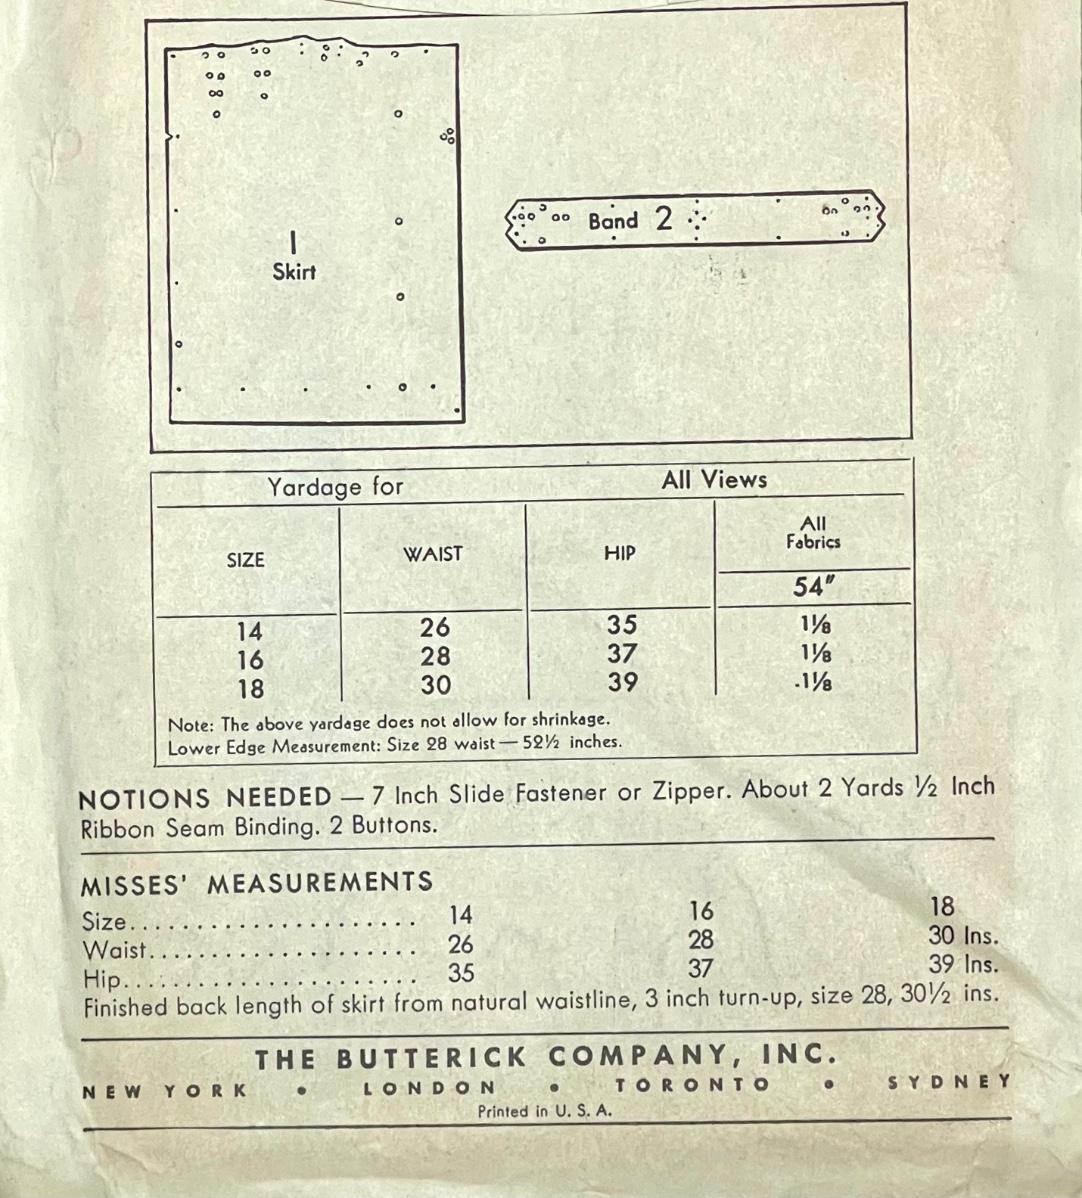 1
Skirt
Band 2
Yardage for All Views
SIZE WAIST HIP All Fabrics
54"
14 26 35 1⅛
16 28 37 1⅛
18 30 39 .1⅛
Note: The above yardage does not allow for shrinkage.
Lower Edge Measurement: Size 28 waist — 52½ inches.
NOTIONS NEEDED — 7 Inch Slide Fastener or Zipper. About 2 Yards ½ Inch
Ribbon Seam Binding. 2 Buttons.
MISSES' MEASUREMENTS
Size...................... 14 16 18
Waist.................... 26 28 30 Ins.
Hip...................... 35 37 39 Ins.
Finished back length of skirt from natural waistline, 3 inch turn-up, size 28, 30½ ins.
THE BUTTERICK COMPANY, INC.
NEW YORK • LONDON • TORONTO • SYDNEY
Printed in U. S. A.